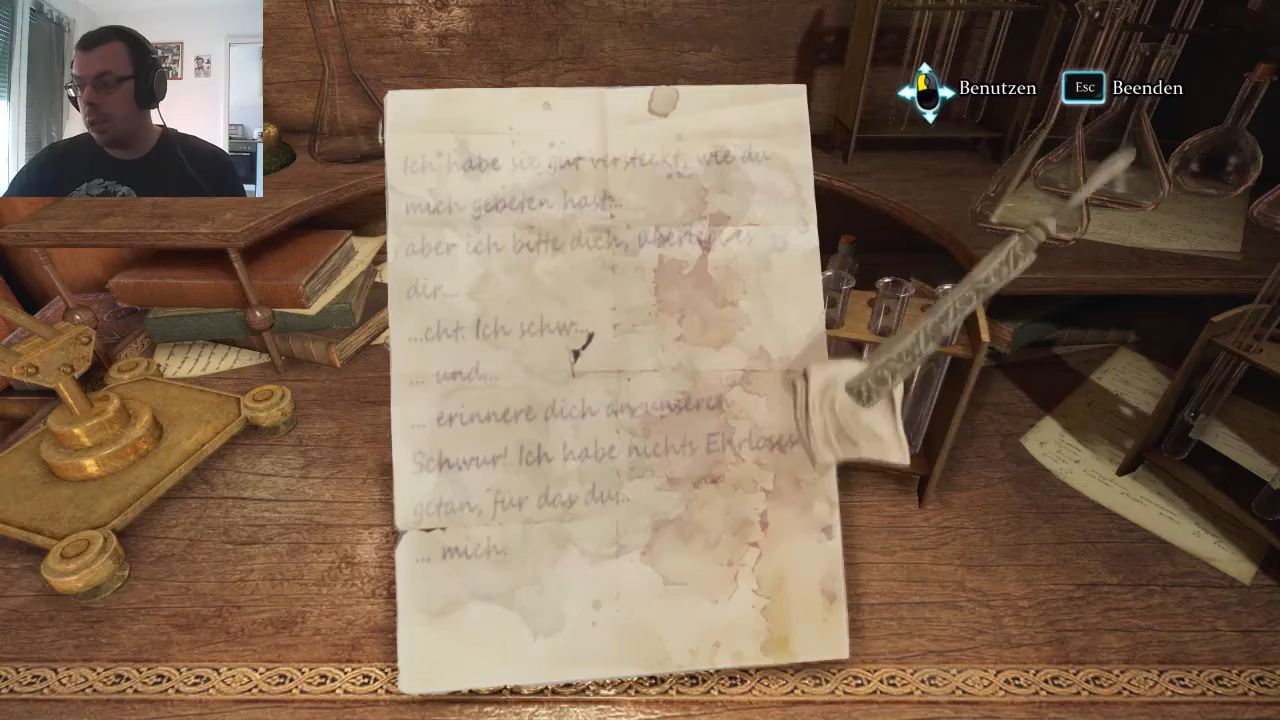 Benutzen Esc Beenden
Ich habe sie gut versteckt, wie du
mich gebeten hast...
aber ich bitte dich, überleg es
dir...
...cht. Ich schw...
... und...
... erinnere dich an unseren
Schwur! Ich habe nichts Ehrloses
getan, für das du...
... mich.